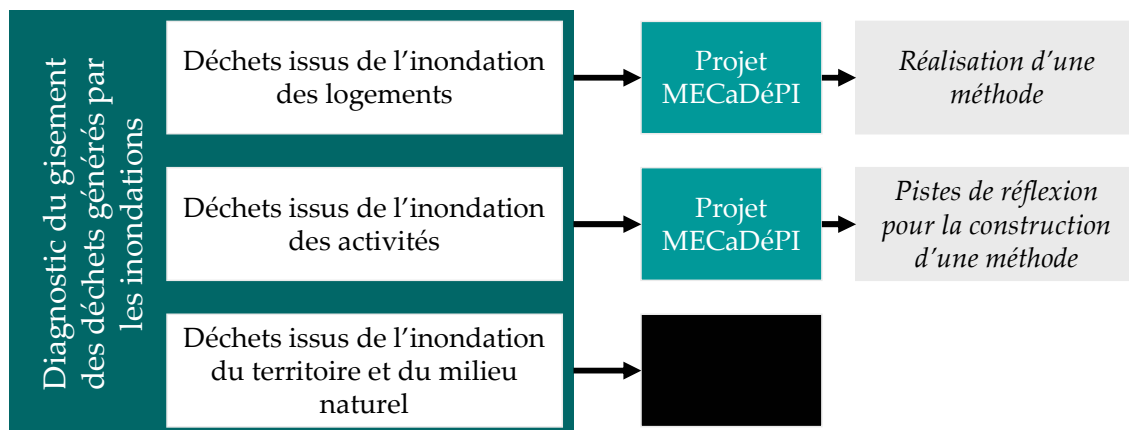 Diagnostic du gisement
des déchets générés par
les inondations
Déchets issus de l'inondation
des logements
Projet
MECaDéPI
Réalisation d'une
méthode
Déchets issus de l'inondation
des activités
Projet
MECaDéPI
Pistes de réflexion
pour la construction
d'une méthode
Déchets issus de l'inondation
du territoire et du milieu
naturel